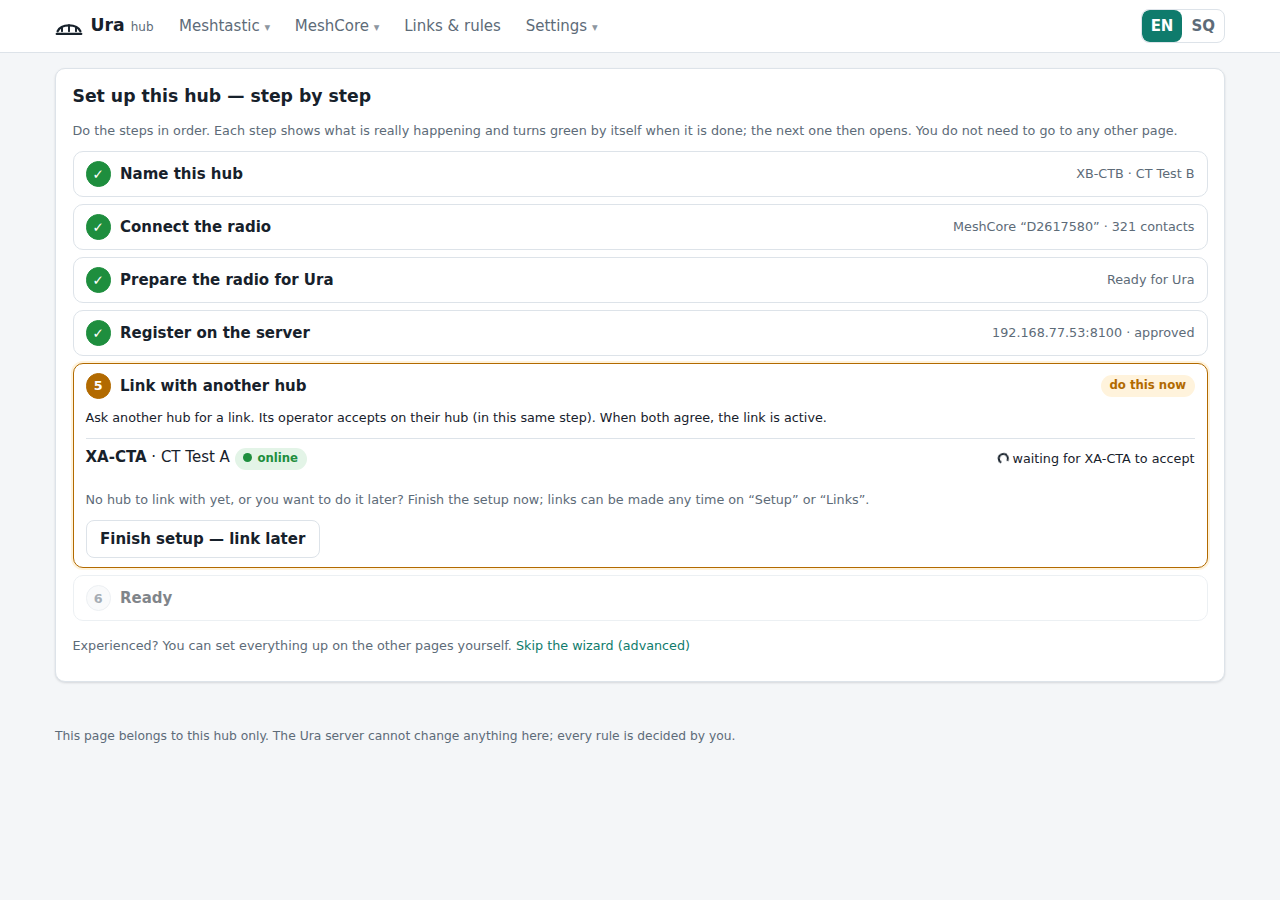 Ura hub Meshtastic ▾ MeshCore ▾ Links & rules Settings ▾ EN SQ
Set up this hub — step by step
Do the steps in order. Each step shows what is really happening and turns green by itself when it is done; the next one then opens. You do not need to go to any other page.
✓ Name this hub XB-CTB · CT Test B
✓ Connect the radio MeshCore “D2617580” · 321 contacts
✓ Prepare the radio for Ura Ready for Ura
✓ Register on the server 192.168.77.53:8100 · approved
5 Link with another hub do this now
Ask another hub for a link. Its operator accepts on their hub (in this same step). When both agree, the link is active.
XA-CTA · CT Test A online waiting for XA-CTA to accept
No hub to link with yet, or you want to do it later? Finish the setup now; links can be made any time on “Setup” or “Links”.
Finish setup — link later
6 Ready
Experienced? You can set everything up on the other pages yourself. Skip the wizard (advanced)
This page belongs to this hub only. The Ura server cannot change anything here; every rule is decided by you.